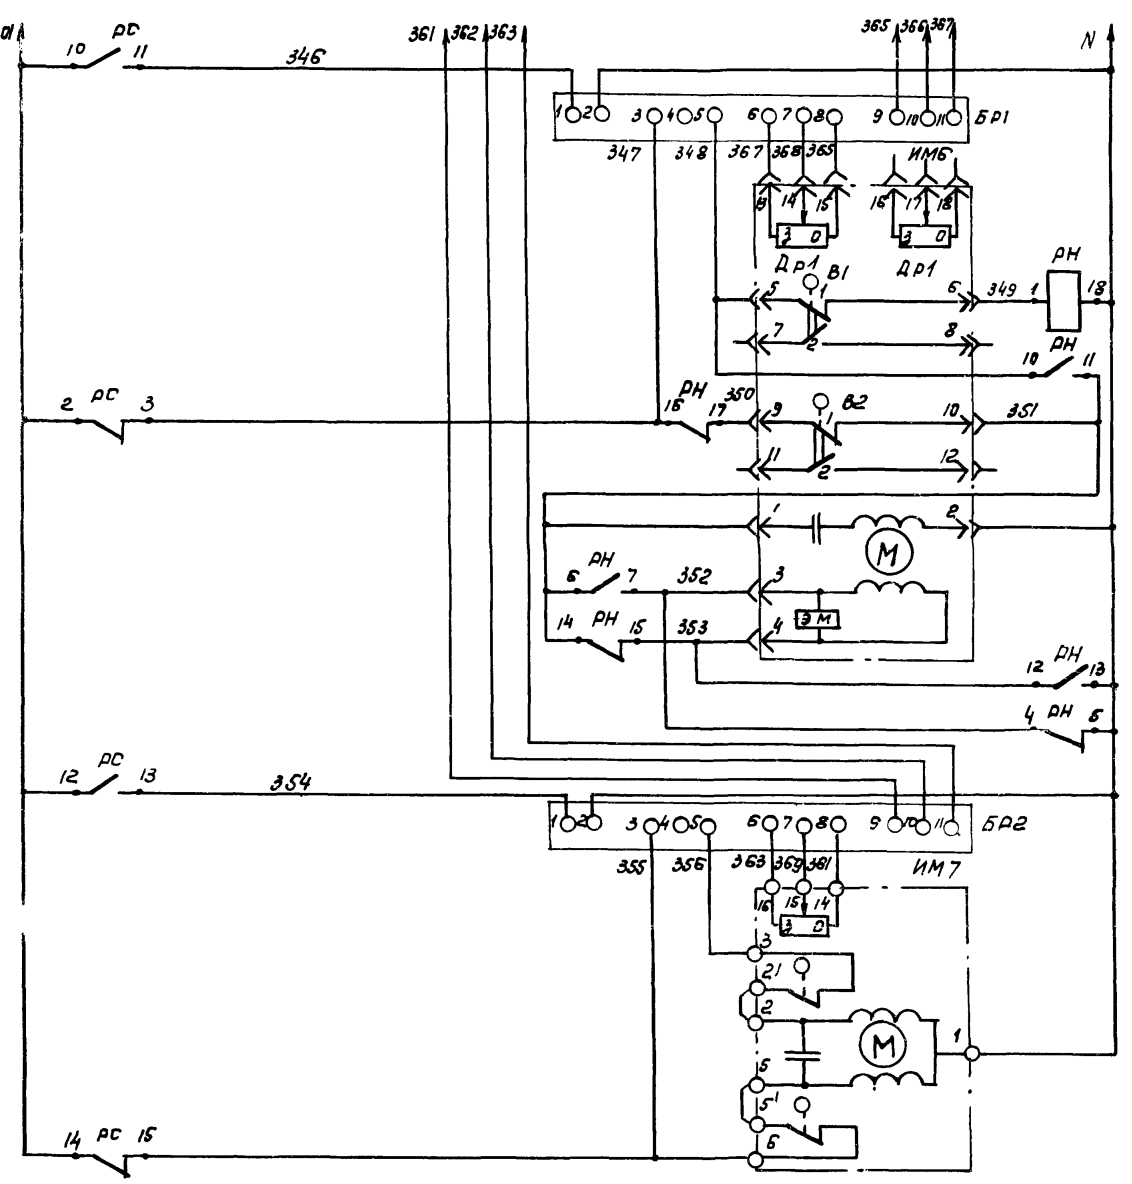 01 361 362 363 365 366 367 N
РС
10 11 346
1 2 3 4 5 6 7 8 9 10 11 БР1
347 348 367 368 365 ИМ6
13 14 15 16 17 18
З О З О
Др1 Др1
В1 РН
5 1 6 349 1 18
7 2 8 РН
10 11
РС РН 350 В2
2 3 16 17 9 1 10 351
11 2 12
1 2
М
РН
6 7 352 3
РН ЭМ
14 15 353 4
РН
12 13
РН
4 5
РС
12 13 354
1 2 3 4 5 6 7 8 9 10 11 БР2
355 356 363 369 361 ИМ7
16 15 14
З О
3
2'
2
М 1
5
5'
РС
14 15 6